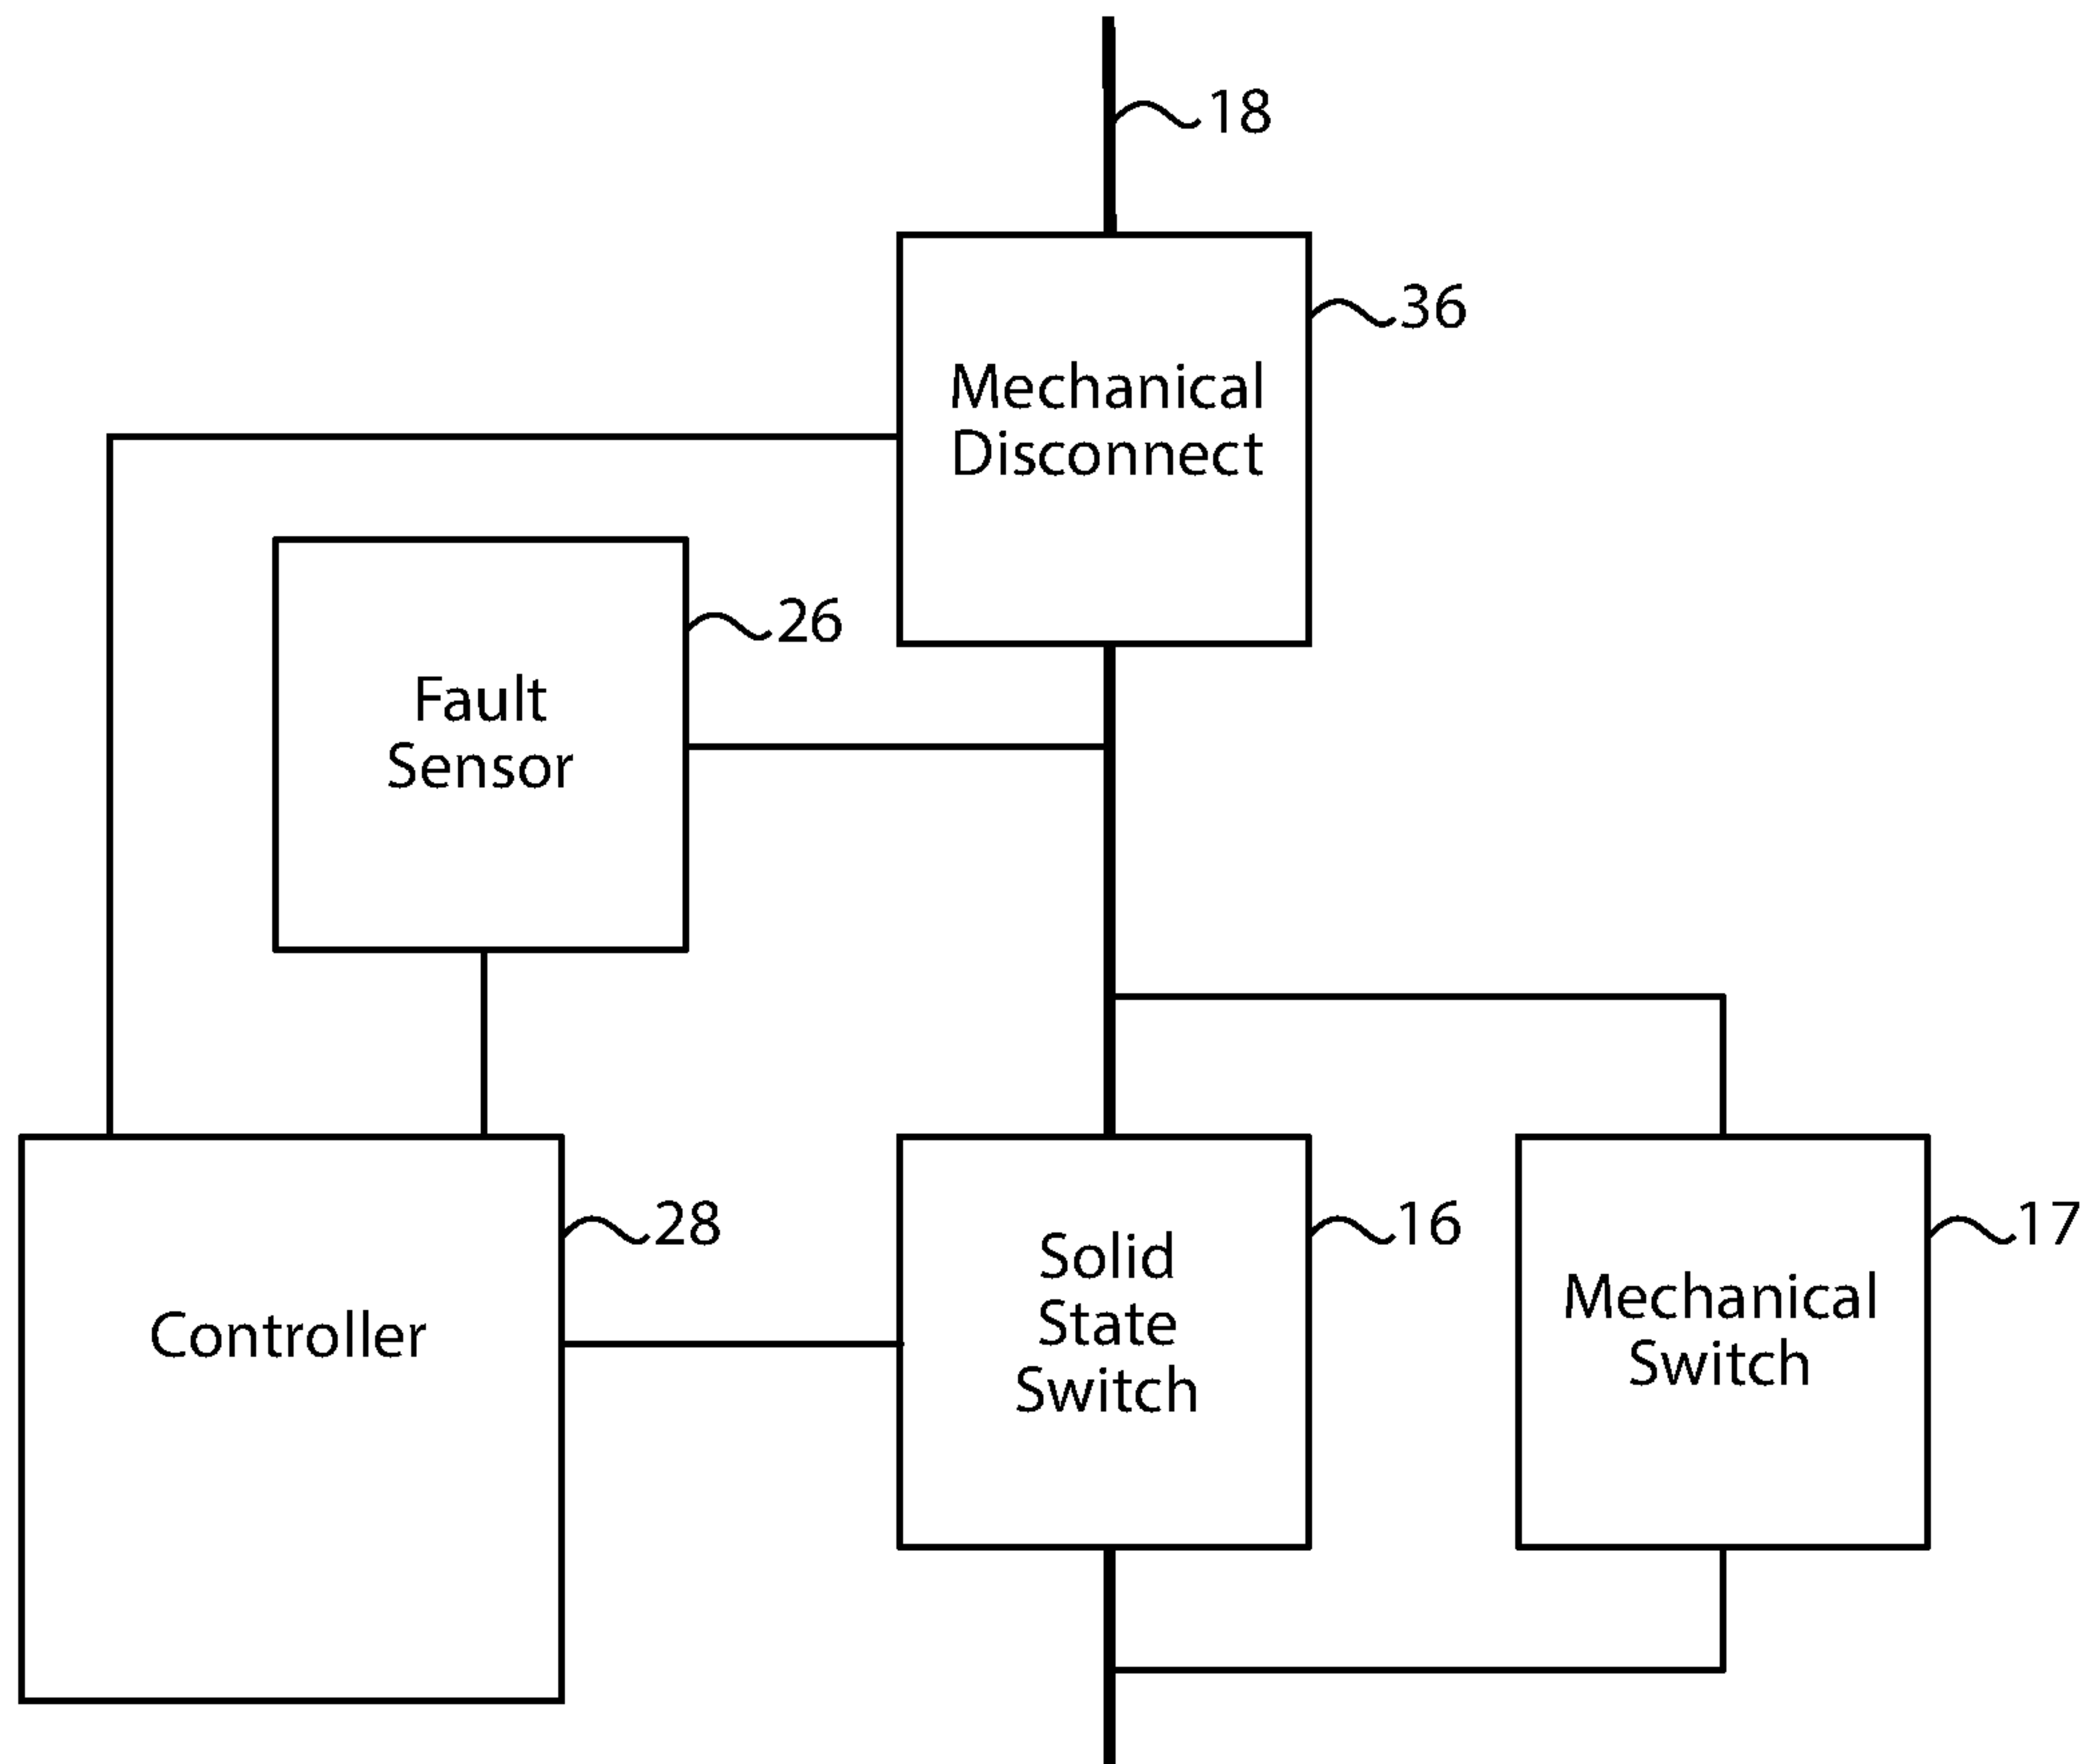 18
36
Mechanical
Disconnect
26
Fault
Sensor
28
Controller
16
Solid
State
Switch
17
Mechanical
Switch